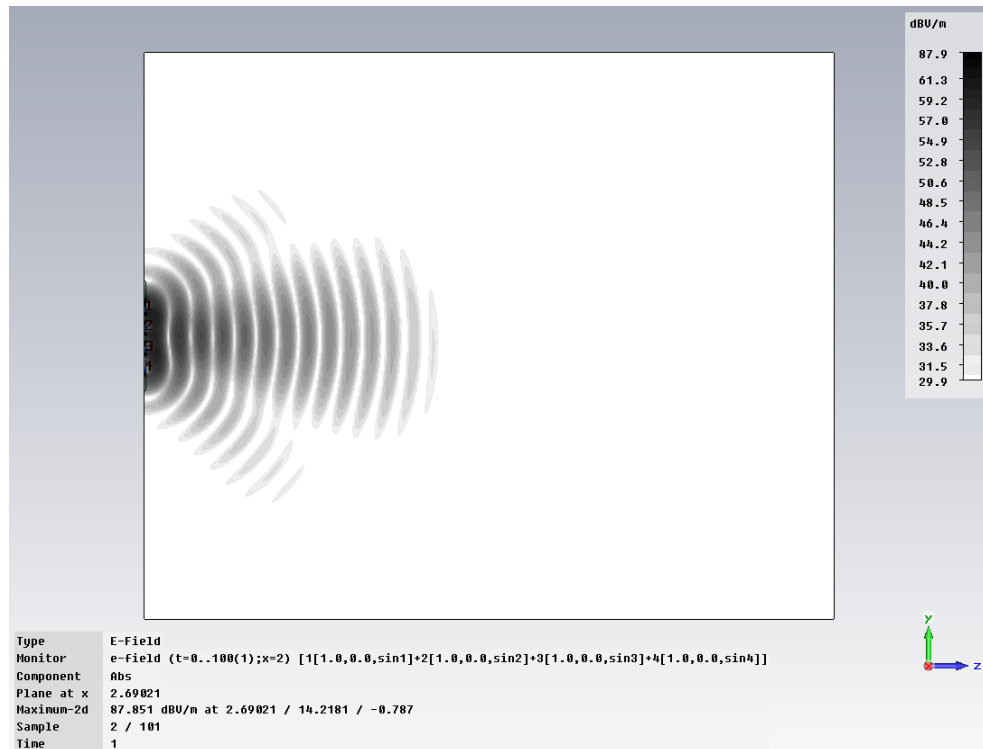 dBV/m
87.9
61.3
59.2
57.0
54.9
52.8
50.6
48.5
46.4
44.2
42.1
40.0
37.8
35.7
33.6
31.5
29.9
1
2
3
4
y
z
Type E-Field
Monitor e-field (t=0..100(1);x=2) [1[1.0,0.0,sin1]+2[1.0,0.0,sin2]+3[1.0,0.0,sin3]+4[1.0,0.0,sin4]]
Component Abs
Plane at x 2.69021
Maximum-2d 87.851 dBV/m at 2.69021 / 14.2181 / -0.787
Sample 2 / 101
Time 1